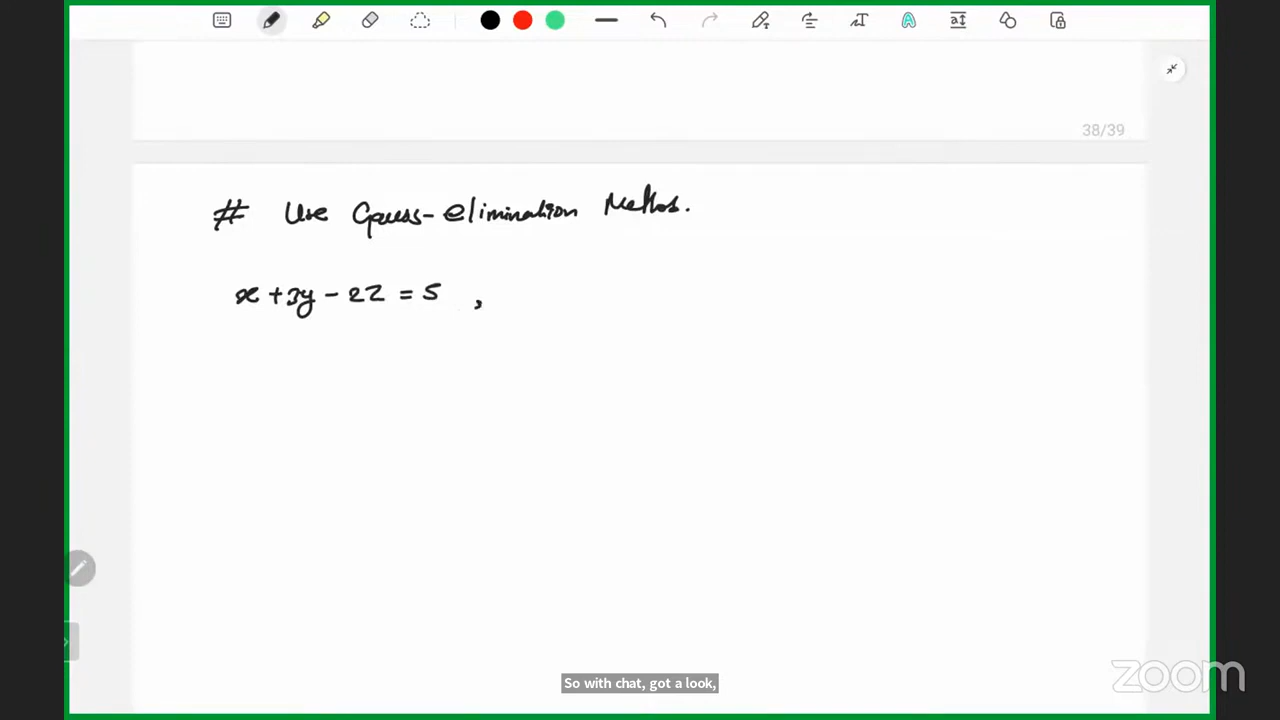 38/39
# Use Gauss-elimination Method.
x + 3y - 2z = 5 ,
So with chat, got a look,
zoom